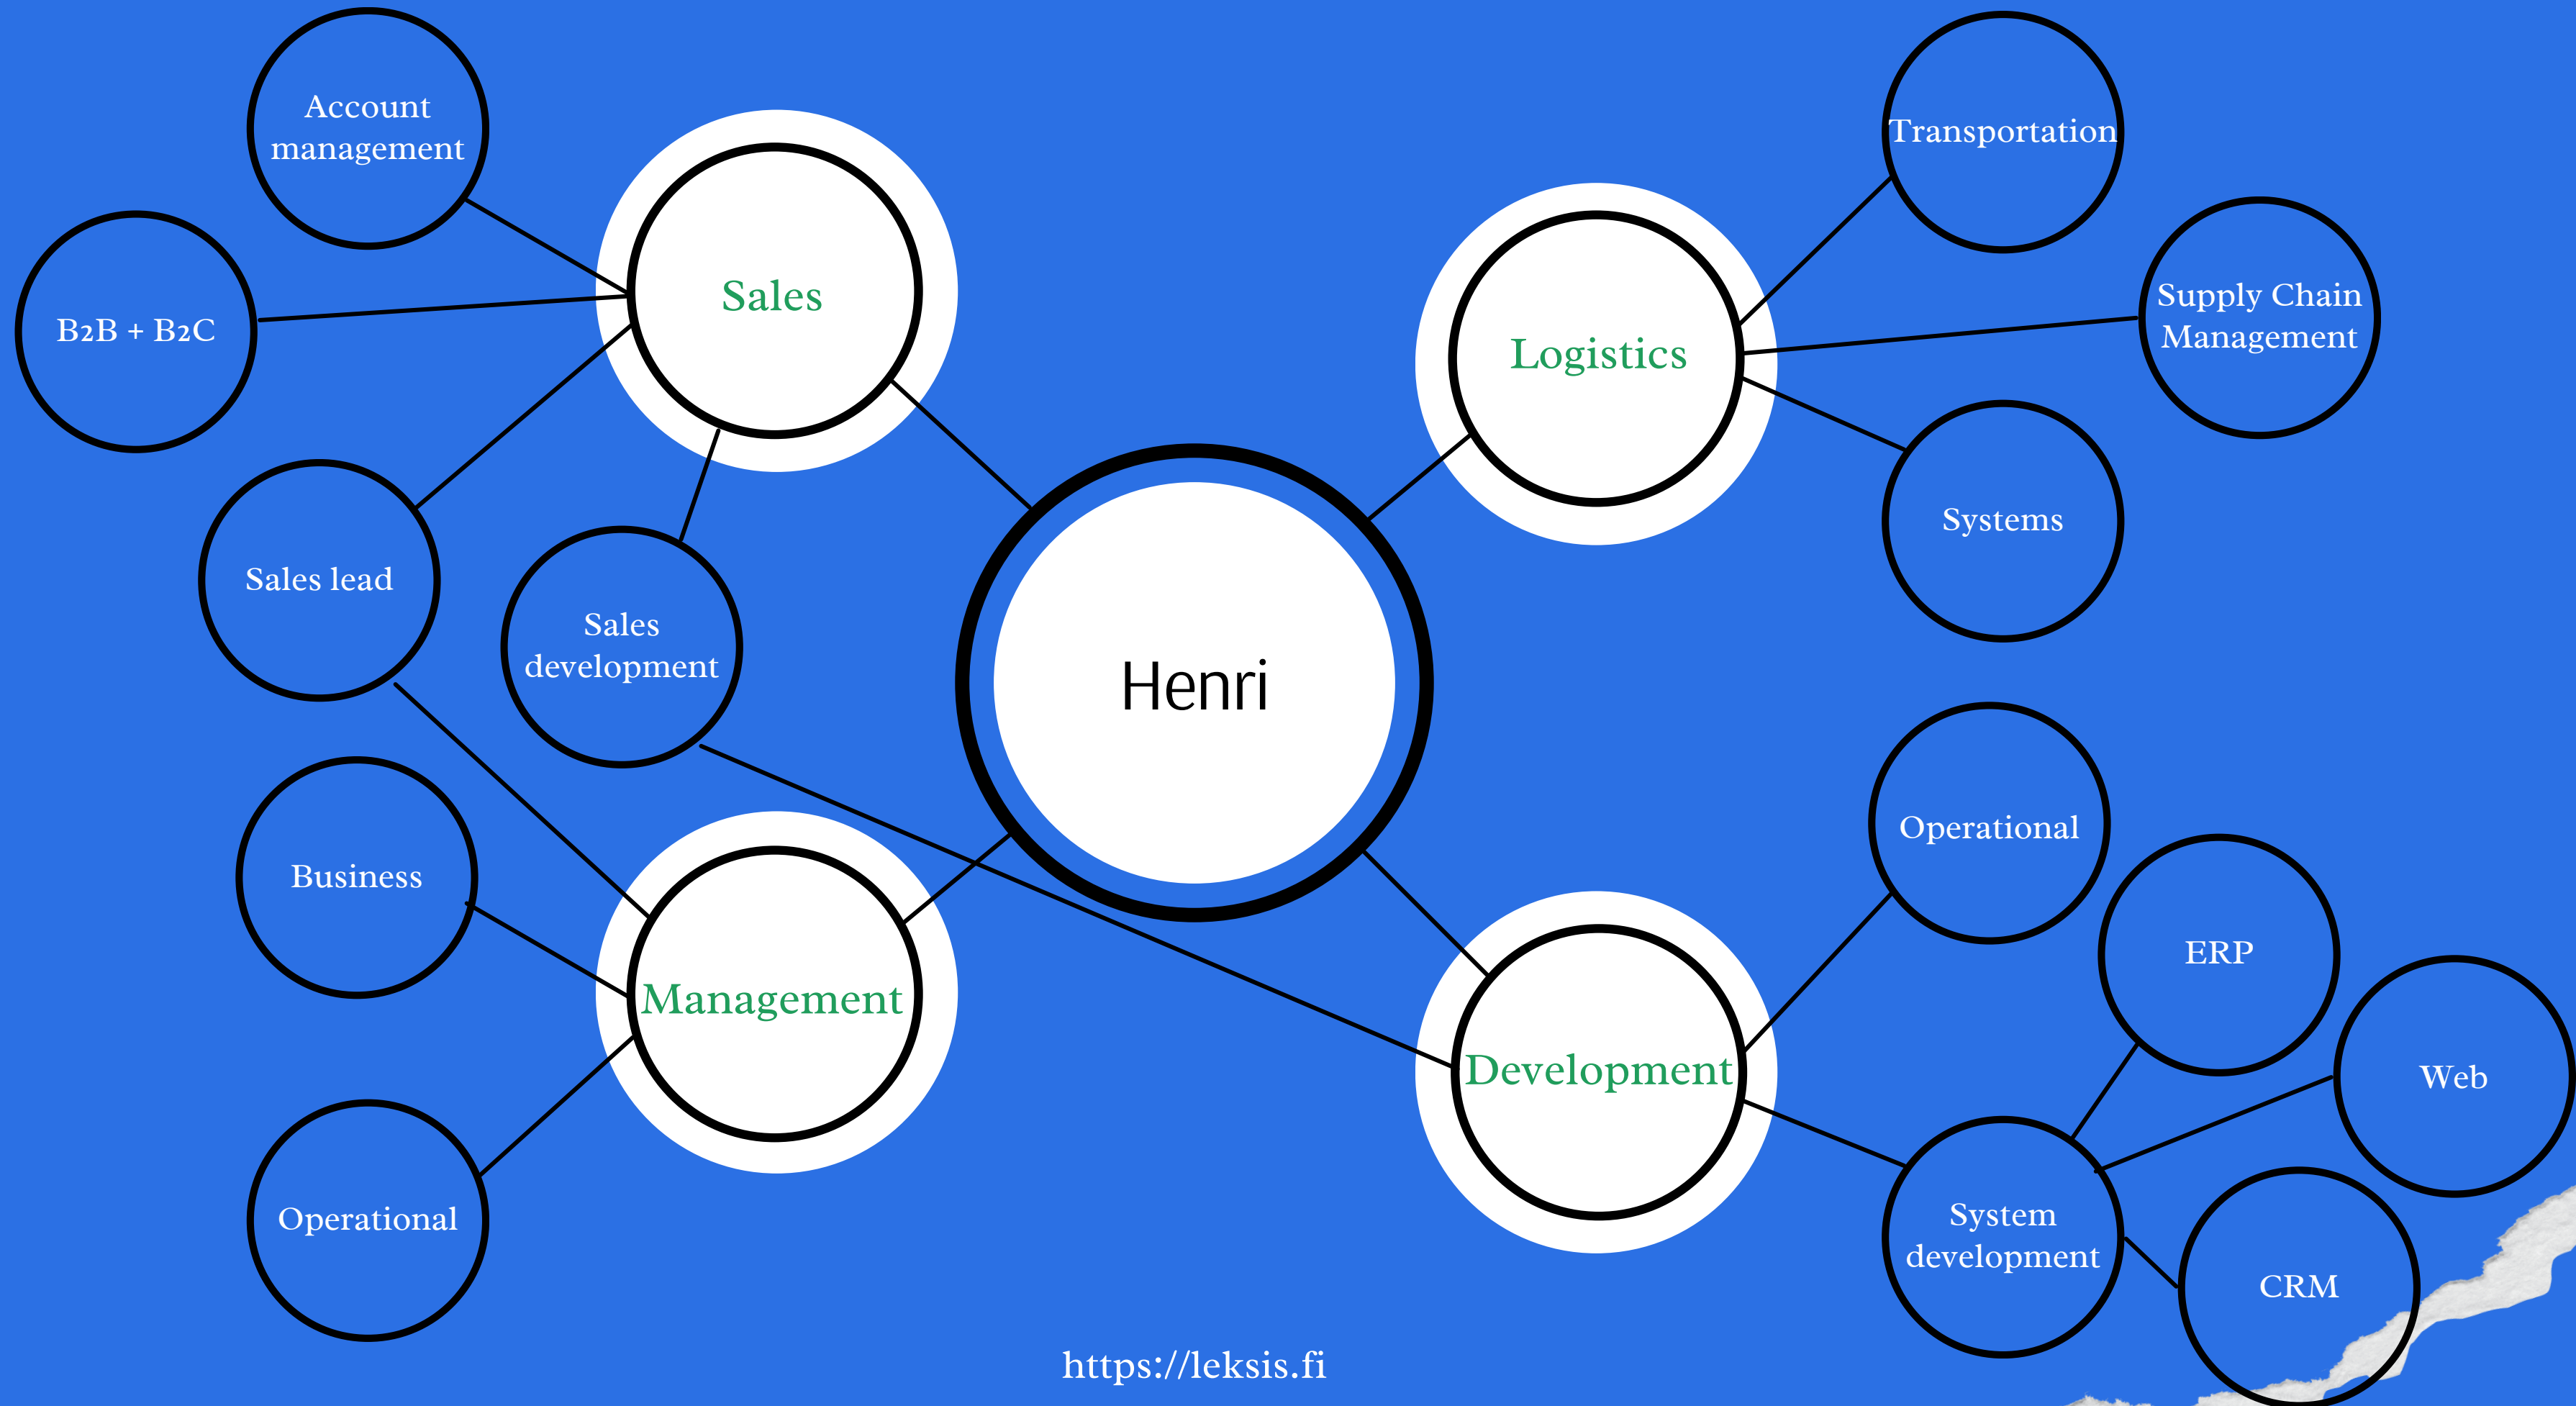 Account
management
Transportation
Sales
Supply Chain
Management
B2B + B2C
Logistics
Systems
Sales lead
Sales
development
Henri
Operational
Business
ERP
Management
Development
Web
Operational
System
development
CRM
https://leksis.fi